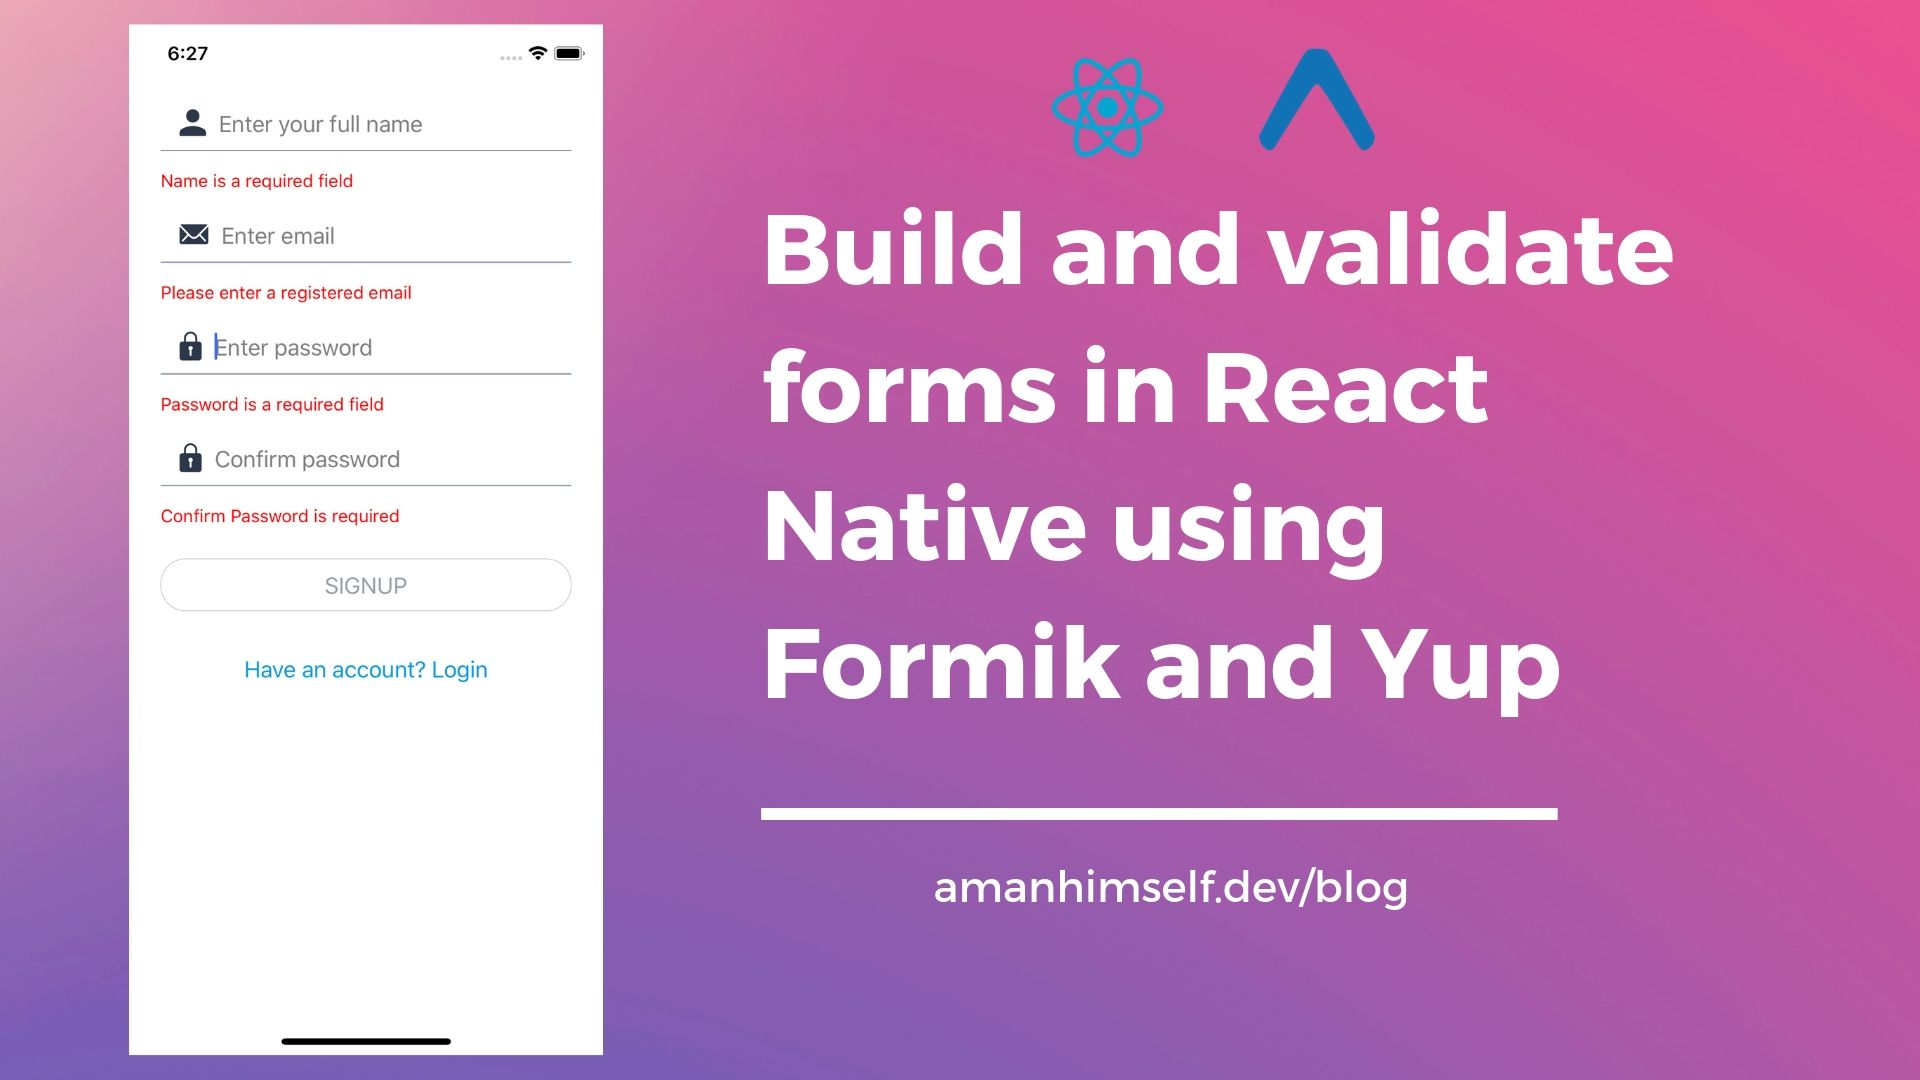 6:27
Enter your full name
Name is a required field
Enter email
Please enter a registered email
Enter password
Password is a required field
Confirm password
Confirm Password is required
SIGNUP
Have an account? Login
Build and validate
forms in React
Native using
Formik and Yup
amanhimself.dev/blog